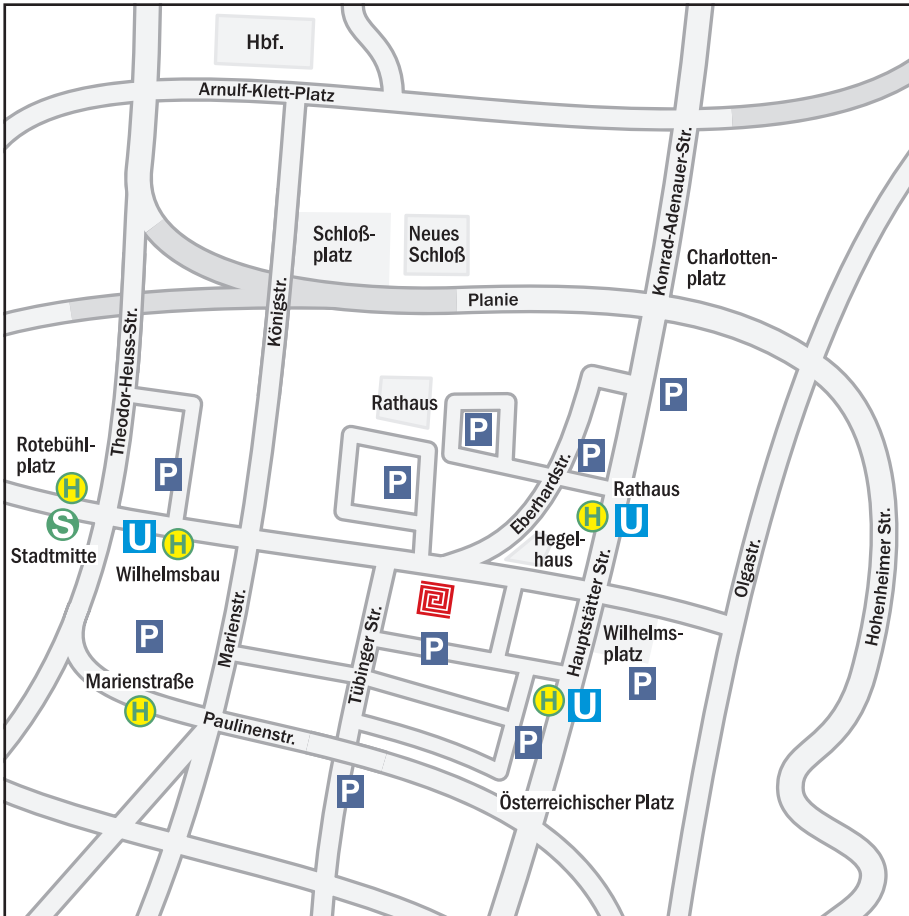 Hbf.
Arnulf-Klett-Platz
Konrad-Adenauer-Str.
Schloß-
platz
Neues
Schloß
Charlotten-
platz
Planie
Königstr.
Theodor-Heuss-Str.
Rathaus
P
P
Rotebühl-
platz
H
P
P
P
Eberhardstr.
Rathaus
H
U
S
Stadtmitte
U
H
Wilhelmsbau
Hegel-
haus
Hohenheimer Str.
Olgastr.
Hauptstätter Str.
Tübinger Str.
Marienstr.
P
P
Wilhelms-
platz
P
Marienstraße
H
H
U
Paulinenstr.
P
P
Österreichischer Platz